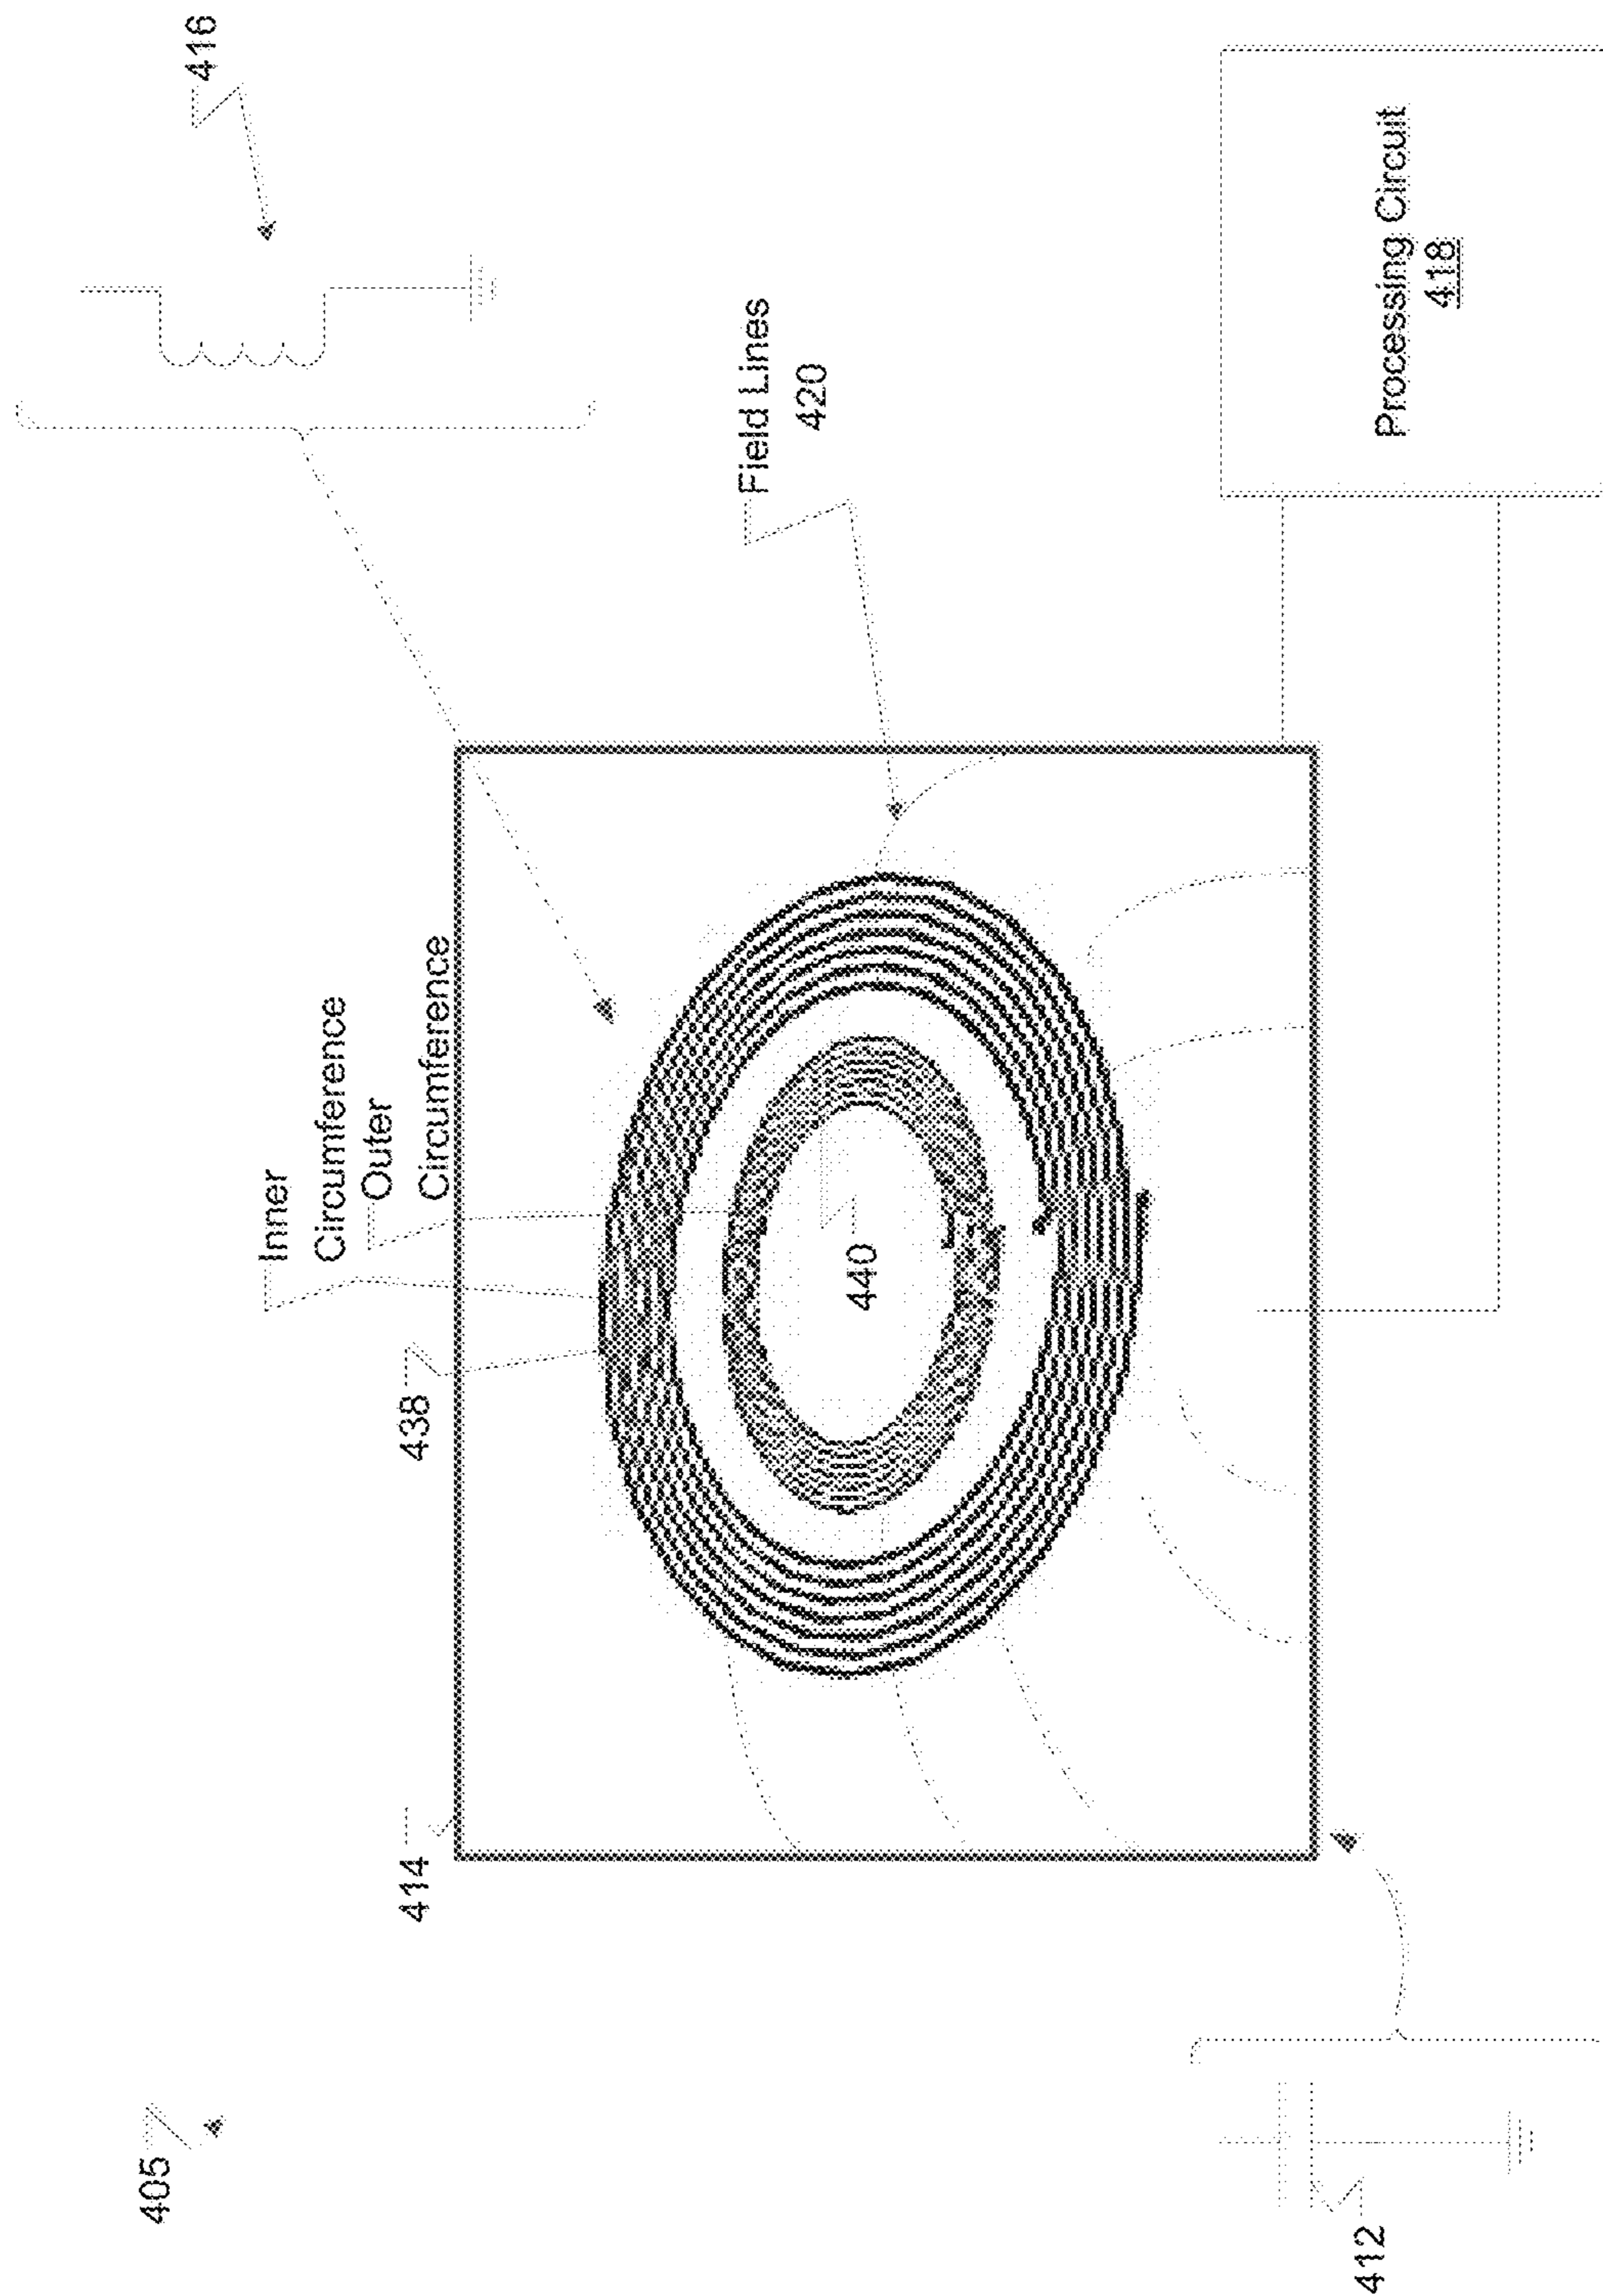 405
416
Inner
Circumference
Outer
Circumference
438
414
Field Lines
420
440
412
Processing Circuit
418